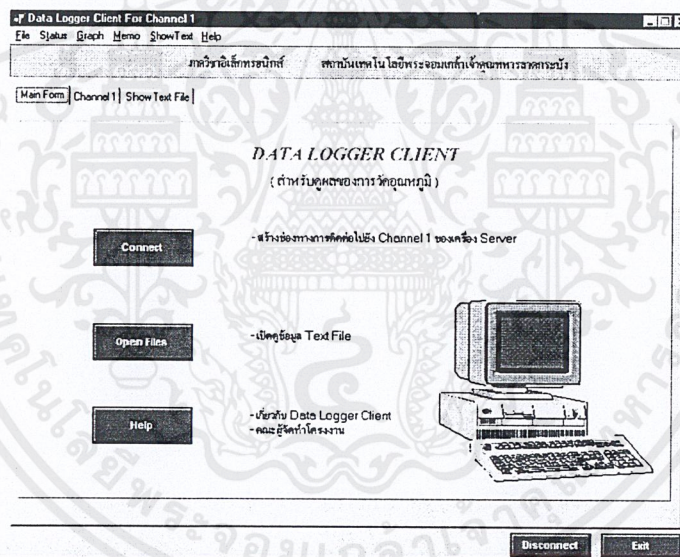 Data Logger Client For Channel 1
File Status Graph Memo ShowText Help
ภาควิชาอิเล็กทรอนิกส์ สถาบันเทคโนโลยีพระจอมเกล้าเจ้าคุณทหารลาดกระบัง
Main Form Channel 1 Show Text File
DATA LOGGER CLIENT
( สำหรับดูผลของการวัดอุณหภูมิ )
Connect
-สร้างช่องทางการติดต่อไปยัง Channel 1 ของเครื่อง Server
Open Files
-เปิดดูข้อมูล Text File
Help
-เกี่ยวกับ Data Logger Client
-คณะผู้จัดทำโครงงาน
Disconnect Exit